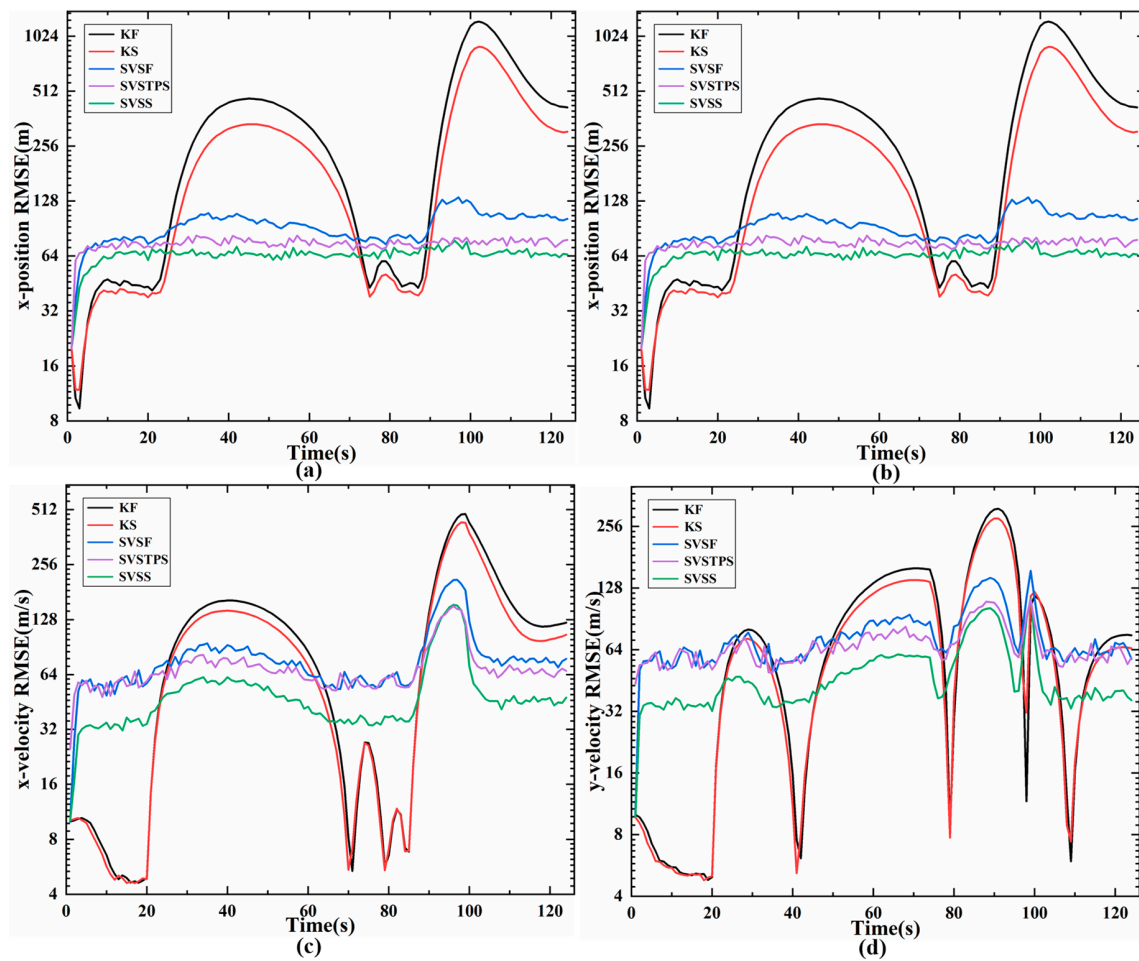 x-position RMSE(m)
1024
512
256
128
64
32
16
8
KF
KS
SVSF
SVSTPS
SVSS
0 20 40 60 80 100 120
Time(s)
(a)
x-position RMSE(m)
1024
512
256
128
64
32
16
8
KF
KS
SVSF
SVSTPS
SVSS
0 20 40 60 80 100 120
Time(s)
(b)
x-velocity RMSE(m/s)
512
256
128
64
32
16
8
4
KF
KS
SVSF
SVSTPS
SVSS
0 20 40 60 80 100 120
Time(s)
(c)
y-velocity RMSE(m/s)
256
128
64
32
16
8
4
KF
KS
SVSF
SVSTPS
SVSS
0 20 40 60 80 100 120
Time(s)
(d)